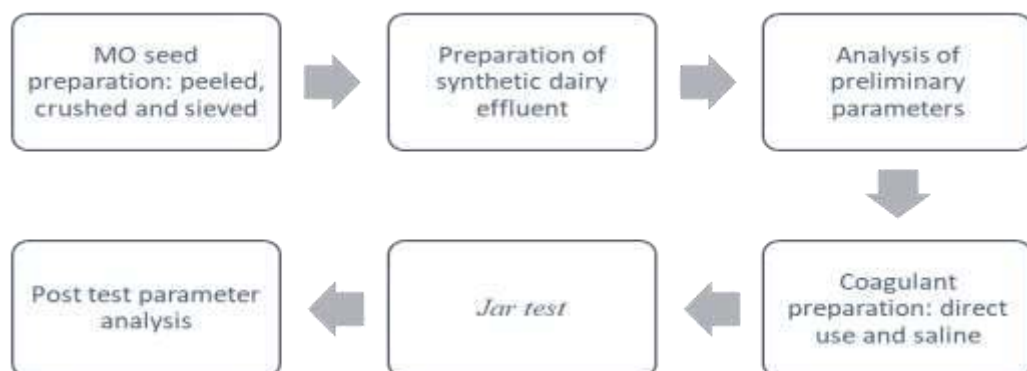 MO seed
preparation: peeled,
crushed and sieved
Preparation of
synthetic dairy
effluent
Analysis of
preliminary
parameters
Coagulant
preparation: direct
use and saline
Jar test
Post test parameter
analysis